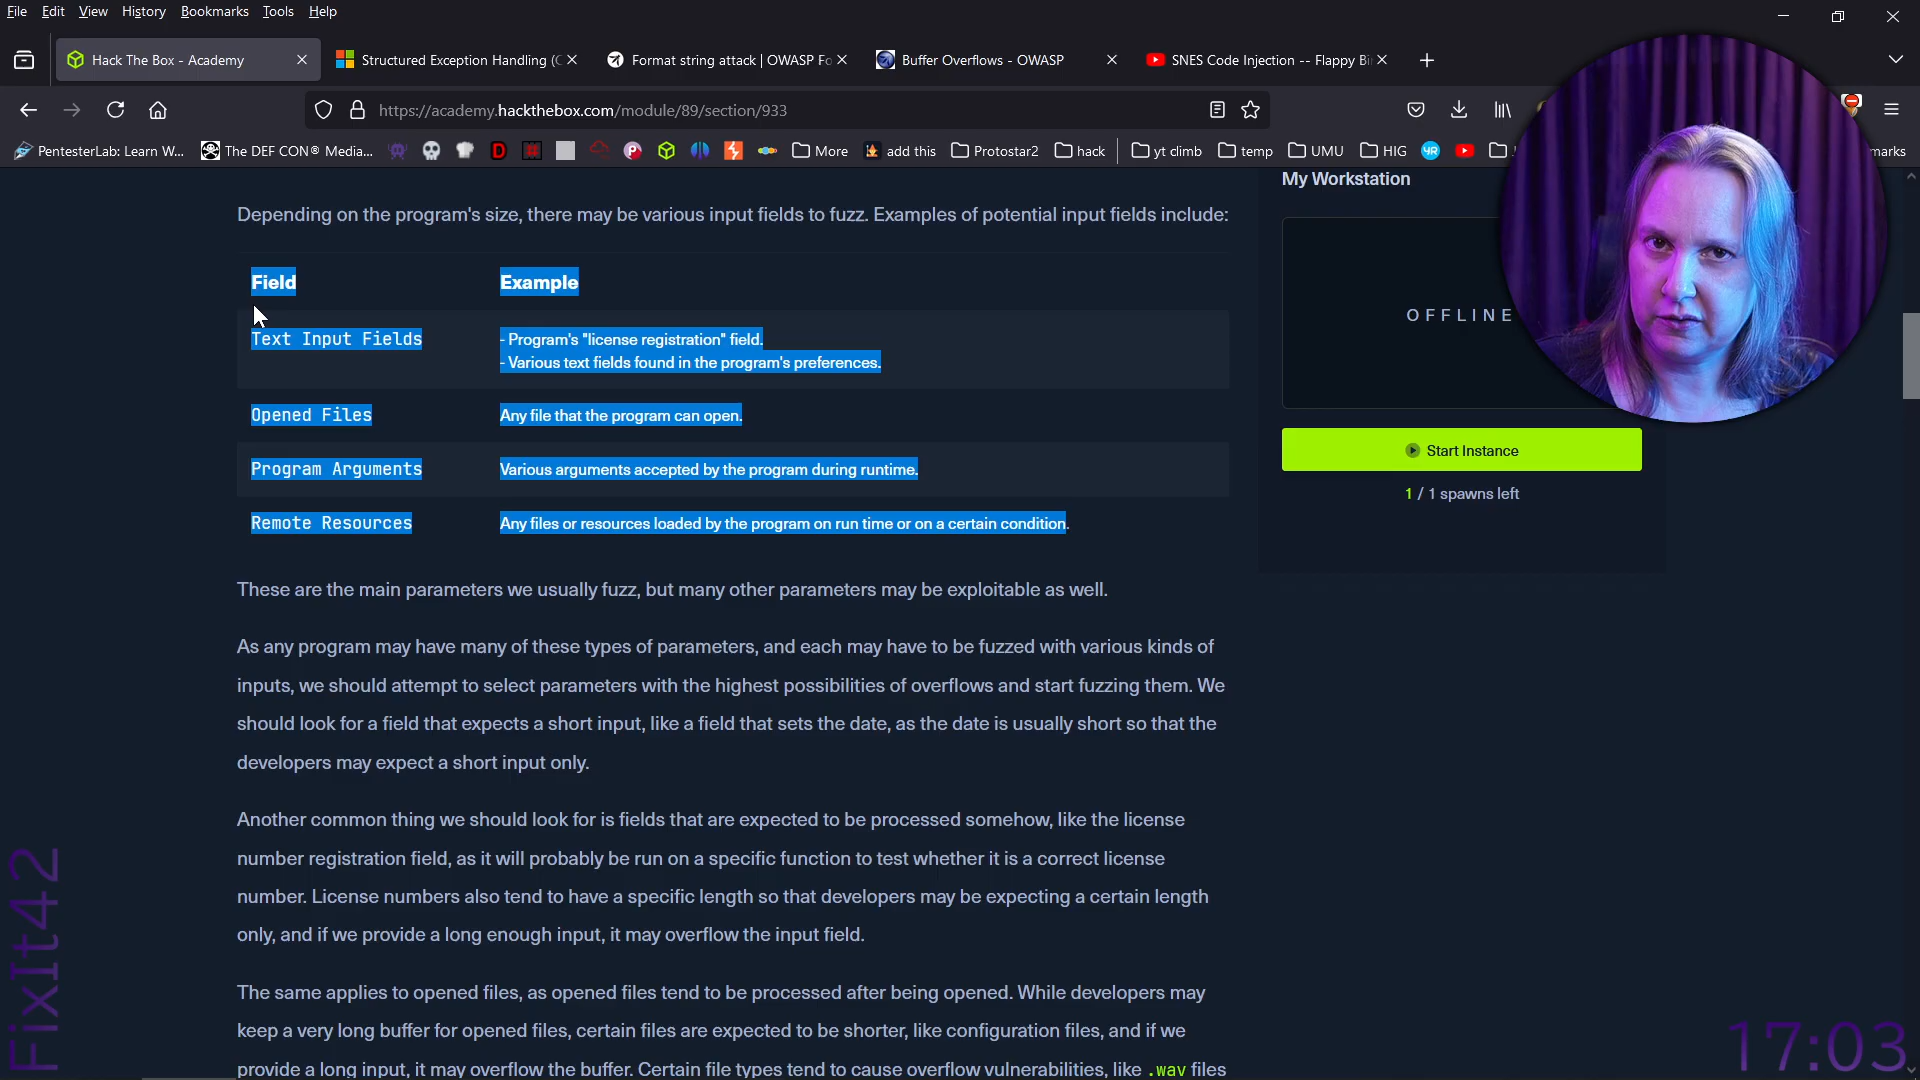 File Edit View History Bookmarks Tools Help
Hack The Box - Academy
Structured Exception Handling (C
Format string attack | OWASP Fo
Buffer Overflows - OWASP
SNES Code Injection -- Flappy Bi
https://academy.hackthebox.com/module/89/section/933
PentesterLab: Learn W...
The DEF CON® Media...
More
add this
Protostar2
hack
yt climb
temp
UMU
HIG
marks
Depending on the program's size, there may be various input fields to fuzz. Examples of potential input fields include:
Field Example
Text Input Fields - Program's "license registration" field.
- Various text fields found in the program's preferences.
Opened Files Any file that the program can open.
Program Arguments Various arguments accepted by the program during runtime.
Remote Resources Any files or resources loaded by the program on run time or on a certain condition.
These are the main parameters we usually fuzz, but many other parameters may be exploitable as well.
As any program may have many of these types of parameters, and each may have to be fuzzed with various kinds of
inputs, we should attempt to select parameters with the highest possibilities of overflows and start fuzzing them. We
should look for a field that expects a short input, like a field that sets the date, as the date is usually short so that the
developers may expect a short input only.
Another common thing we should look for is fields that are expected to be processed somehow, like the license
number registration field, as it will probably be run on a specific function to test whether it is a correct license
number. License numbers also tend to have a specific length so that developers may be expecting a certain length
only, and if we provide a long enough input, it may overflow the input field.
The same applies to opened files, as opened files tend to be processed after being opened. While developers may
keep a very long buffer for opened files, certain files are expected to be shorter, like configuration files, and if we
provide a long input, it may overflow the buffer. Certain file types tend to cause overflow vulnerabilities, like .wav files
My Workstation
OFFLINE
Start Instance
1 / 1 spawns left
FixIt42
17:03